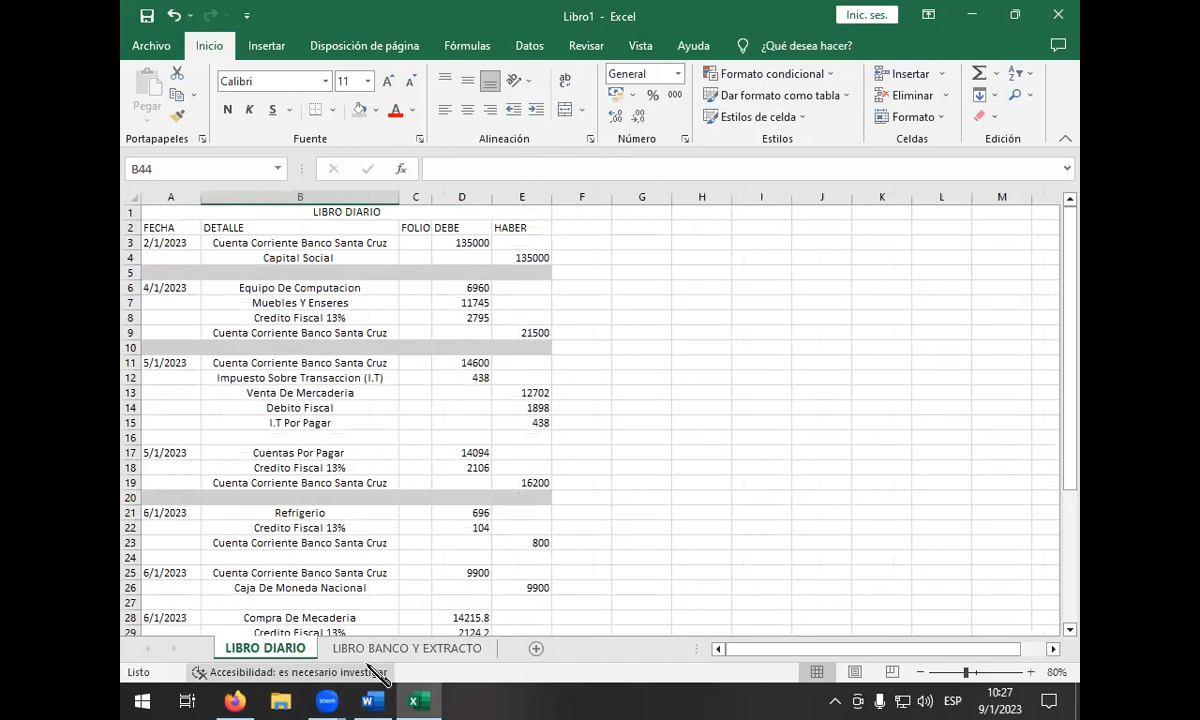 Libro1 - Excel
Inic. ses.
Archivo Inicio Insertar Disposición de página Fórmulas Datos Revisar Vista Ayuda ¿Qué desea hacer?
Pegar
Calibri 11
N K S
General
% 000
Formato condicional
Dar formato como tabla
Estilos de celda
Insertar
Eliminar
Formato
Portapapeles Fuente Alineación Número Estilos Celdas Edición
B44 fx
A B C D E F G H I J K L M
1 LIBRO DIARIO
2 FECHA DETALLE FOLIO DEBE HABER
3 2/1/2023 Cuenta Corriente Banco Santa Cruz 135000
4 Capital Social 135000
5
6 4/1/2023 Equipo De Computacion 6960
7 Muebles Y Enseres 11745
8 Credito Fiscal 13% 2795
9 Cuenta Corriente Banco Santa Cruz 21500
10
11 5/1/2023 Cuenta Corriente Banco Santa Cruz 14600
12 Impuesto Sobre Transaccion (I.T) 438
13 Venta De Mercaderia 12702
14 Debito Fiscal 1898
15 I.T Por Pagar 438
16
17 5/1/2023 Cuentas Por Pagar 14094
18 Credito Fiscal 13% 2106
19 Cuenta Corriente Banco Santa Cruz 16200
20
21 6/1/2023 Refrigerio 696
22 Credito Fiscal 13% 104
23 Cuenta Corriente Banco Santa Cruz 800
24
25 6/1/2023 Cuenta Corriente Banco Santa Cruz 9900
26 Caja De Moneda Nacional 9900
27
28 6/1/2023 Compra De Mecaderia 14215.8
29 Credito Fiscal 13% 2124.2
LIBRO DIARIO LIBRO BANCO Y EXTRACTO
Listo Accesibilidad: es necesario investigar 80%
zoom ESP 10:27
9/1/2023